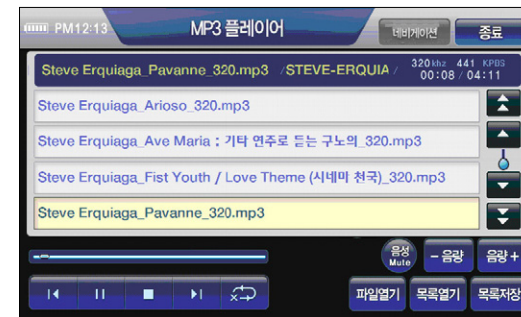 PM12:13 MP3 플레이어 네비게이션 종료
Steve Erquiaga_Pavanne_320.mp3 /STEVE-ERQUIA / 320khz 441 KPBS
00:08 / 04:11
Steve Erquiaga_Arioso_320.mp3
Steve Erquiaga_Ave Maria ; 기타 연주로 듣는 구노의_320.mp3
Steve Erquiaga_Fist Youth / Love Theme (시네마 천국)_320.mp3
Steve Erquiaga_Pavanne_320.mp3
음성 Mute - 음량 음량 +
파일열기 목록열기 목록저장